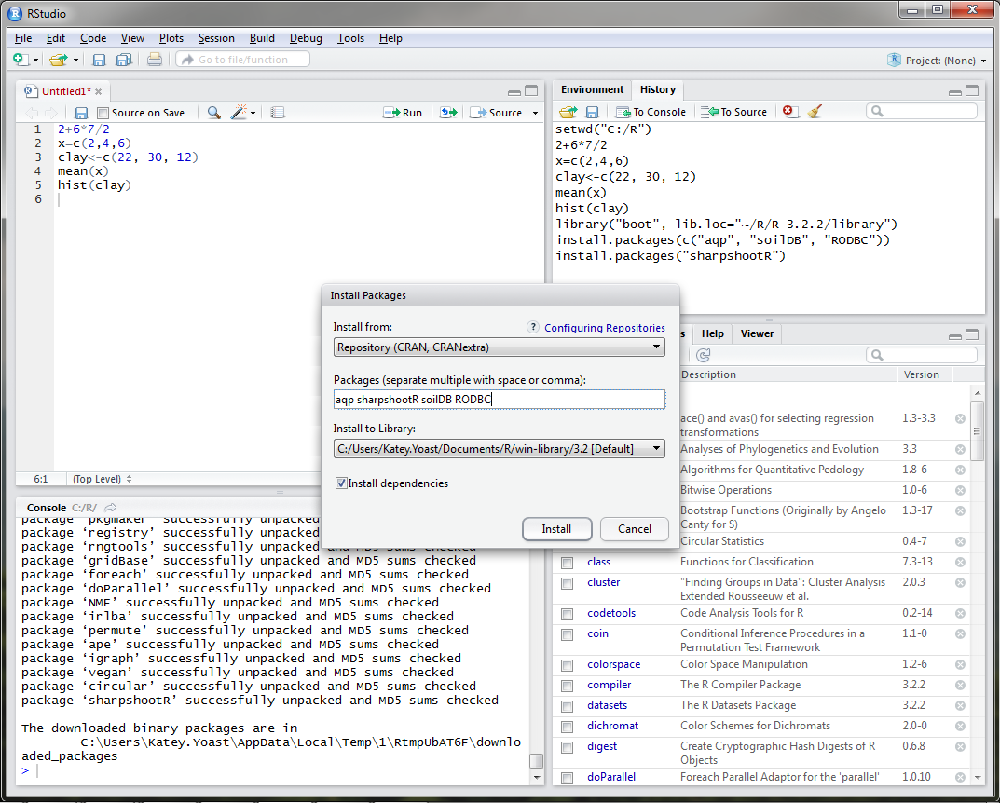 RStudio
File Edit Code View Plots Session Build Debug Tools Help
Go to file/function
Project: (None)
Untitled1*
Source on Save
Run
Source
1 2+6*7/2
2 x=c(2,4,6)
3 clay<-c(22, 30, 12)
4 mean(x)
5 hist(clay)
6
6:1 (Top Level)
Environment History
To Console To Source
setwd("C:/R")
2+6*7/2
x=c(2,4,6)
clay<-c(22, 30, 12)
mean(x)
hist(clay)
library("boot", lib.loc="~/R/R-3.2.2/library")
install.packages(c("aqp", "soilDB", "RODBC"))
install.packages("sharpshootR")
Install Packages
Install from:
? Configuring Repositories
Repository (CRAN, CRANextra)
Packages (separate multiple with space or comma):
aqp sharpshootR soilDB RODBC
Install to Library:
C:/Users/Katey.Yoast/Documents/R/win-library/3.2 [Default]
Install dependencies
Install Cancel
Console C:/R/
package ‘pkgmaker’ successfully unpacked
package ‘registry’ successfully unpacked
package ‘rngtools’ successfully unpacked
package ‘gridBase’ successfully unpacked and MD5 sums checked
package ‘foreach’ successfully unpacked and MD5 sums checked
package ‘doParallel’ successfully unpacked and MD5 sums checked
package ‘NMF’ successfully unpacked and MD5 sums checked
package ‘irlba’ successfully unpacked and MD5 sums checked
package ‘permute’ successfully unpacked and MD5 sums checked
package ‘ape’ successfully unpacked and MD5 sums checked
package ‘igraph’ successfully unpacked and MD5 sums checked
package ‘vegan’ successfully unpacked and MD5 sums checked
package ‘circular’ successfully unpacked and MD5 sums checked
package ‘sharpshootR’ successfully unpacked and MD5 sums checked
The downloaded binary packages are in
C:\Users\Katey.Yoast\AppData\Local\Temp\1\RtmpUbAT6F\downlo
aded_packages
>
s Help Viewer
Description Version
ace() and avas() for selecting regression 1.3-3.3
transformations
Analyses of Phylogenetics and Evolution 3.3
Algorithms for Quantitative Pedology 1.8-6
Bitwise Operations 1.0-6
Bootstrap Functions (Originally by Angelo 1.3-17
Canty for S)
Circular Statistics 0.4-7
class Functions for Classification 7.3-13
cluster "Finding Groups in Data": Cluster Analysis 2.0.3
Extended Rousseeuw et al.
codetools Code Analysis Tools for R 0.2-14
coin Conditional Inference Procedures in a 1.1-0
Permutation Test Framework
colorspace Color Space Manipulation 1.2-6
compiler The R Compiler Package 3.2.2
datasets The R Datasets Package 3.2.2
dichromat Color Schemes for Dichromats 2.0-0
digest Create Cryptographic Hash Digests of R 0.6.8
Objects
doParallel Foreach Parallel Adaptor for the 'parallel' 1.0.10